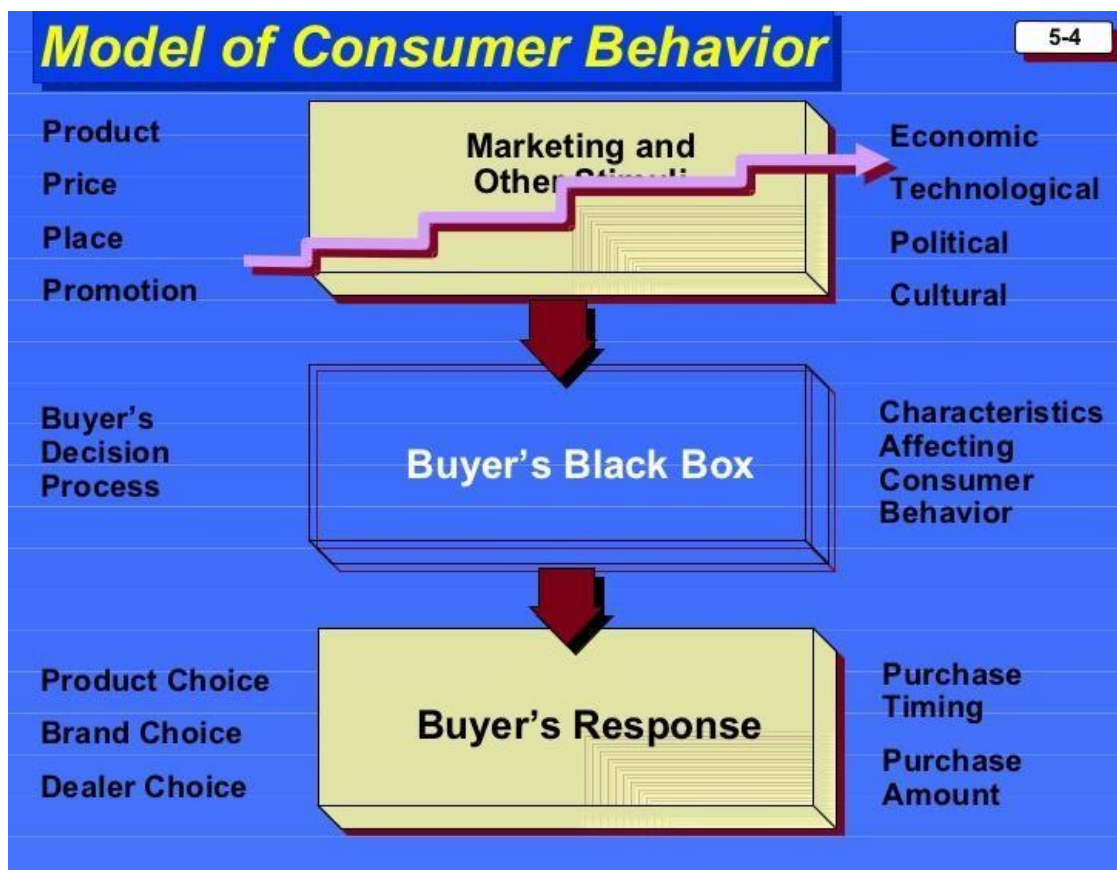 Model of Consumer Behavior
5-4
Product
Price
Place
Promotion
Marketing and
Other Stimuli
Economic
Technological
Political
Cultural
Buyer’s
Decision
Process
Buyer’s Black Box
Characteristics
Affecting
Consumer
Behavior
Product Choice
Brand Choice
Dealer Choice
Buyer’s Response
Purchase
Timing
Purchase
Amount